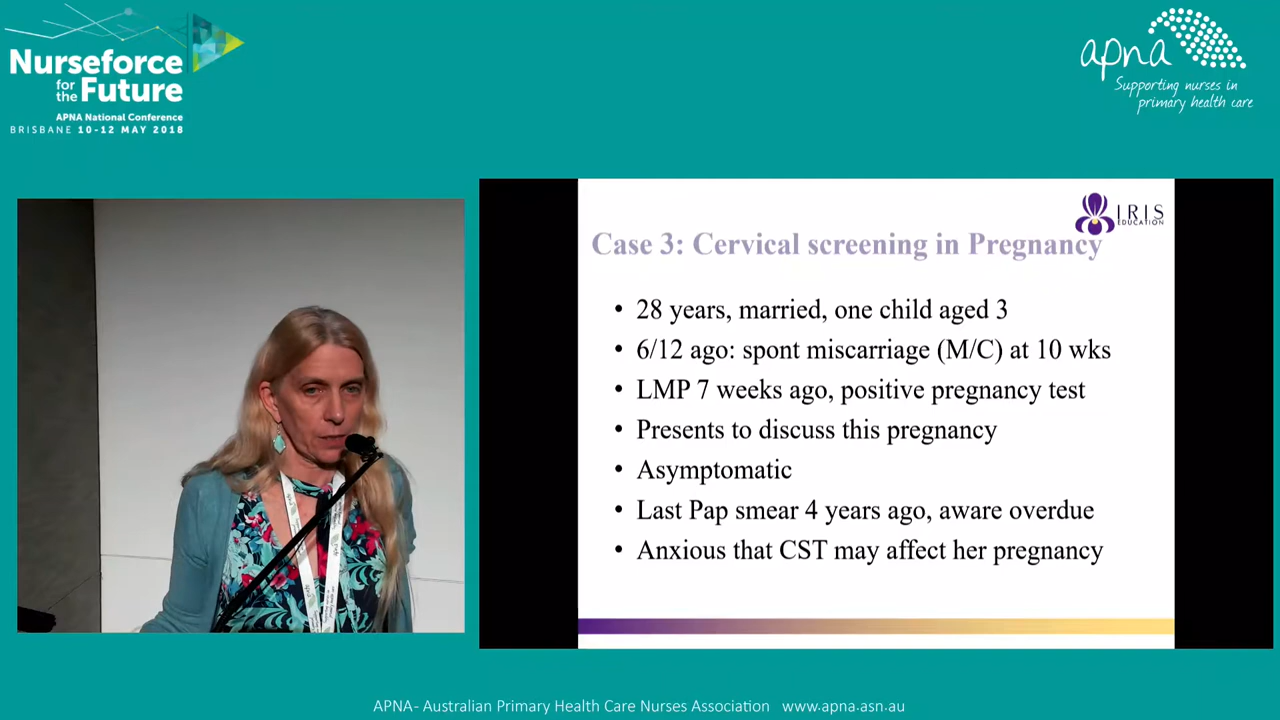 Nurseforce
for the Future
APNA National Conference
BRISBANE 10-12 MAY 2018
apna
Supporting nurses in
primary health care
IRIS
EDUCATION
Case 3: Cervical screening in Pregnancy
• 28 years, married, one child aged 3
• 6/12 ago: spont miscarriage (M/C) at 10 wks
• LMP 7 weeks ago, positive pregnancy test
• Presents to discuss this pregnancy
• Asymptomatic
• Last Pap smear 4 years ago, aware overdue
• Anxious that CST may affect her pregnancy
APNA- Australian Primary Health Care Nurses Association www.apna.asn.au